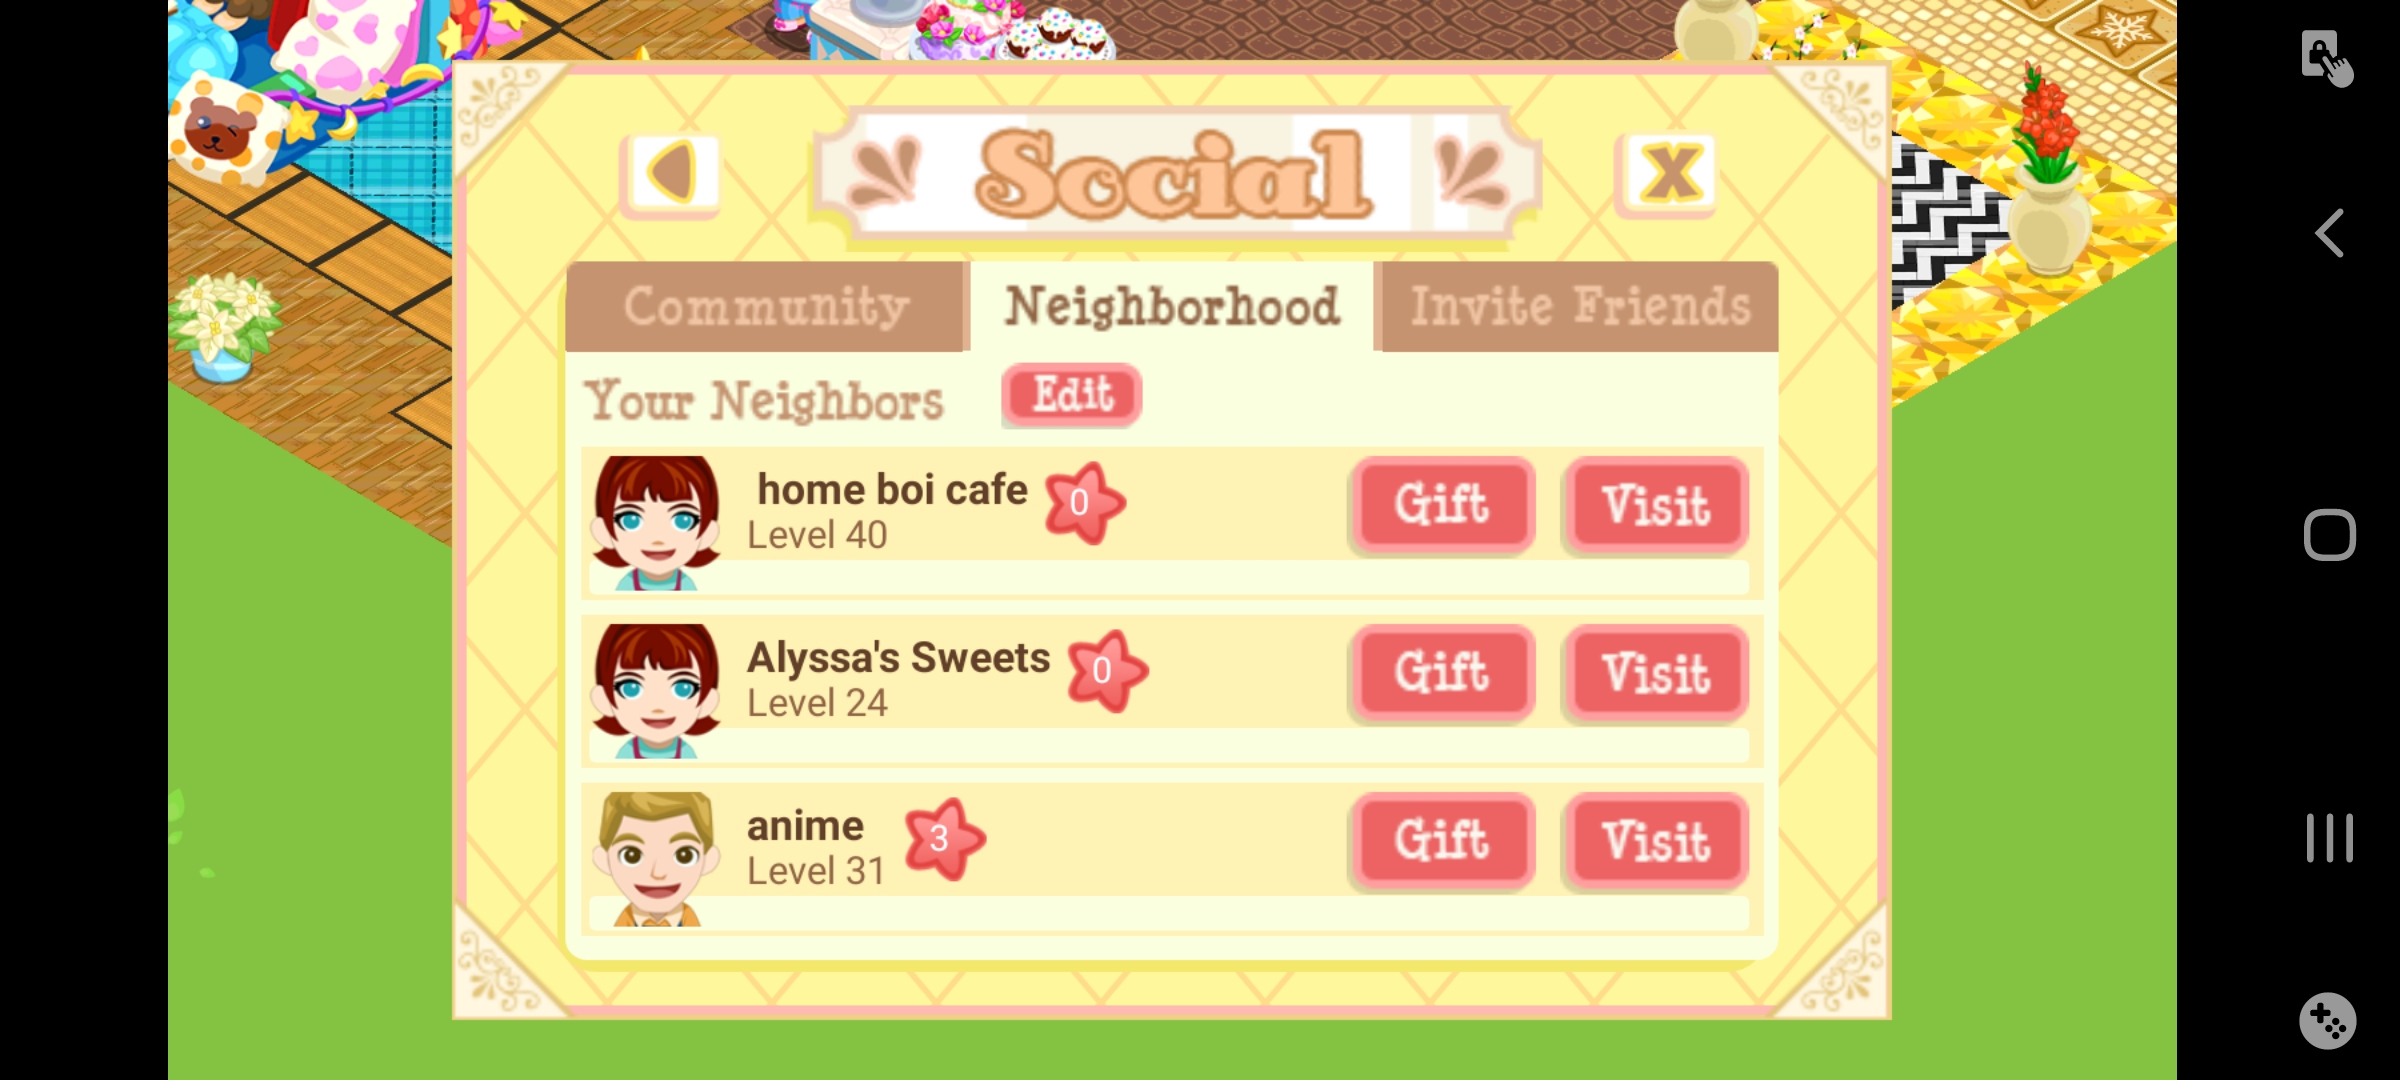 Social
X
Community Neighborhood Invite Friends
Your Neighbors Edit
home boi cafe 0 Gift Visit
Level 40
Alyssa's Sweets 0 Gift Visit
Level 24
anime 3 Gift Visit
Level 31